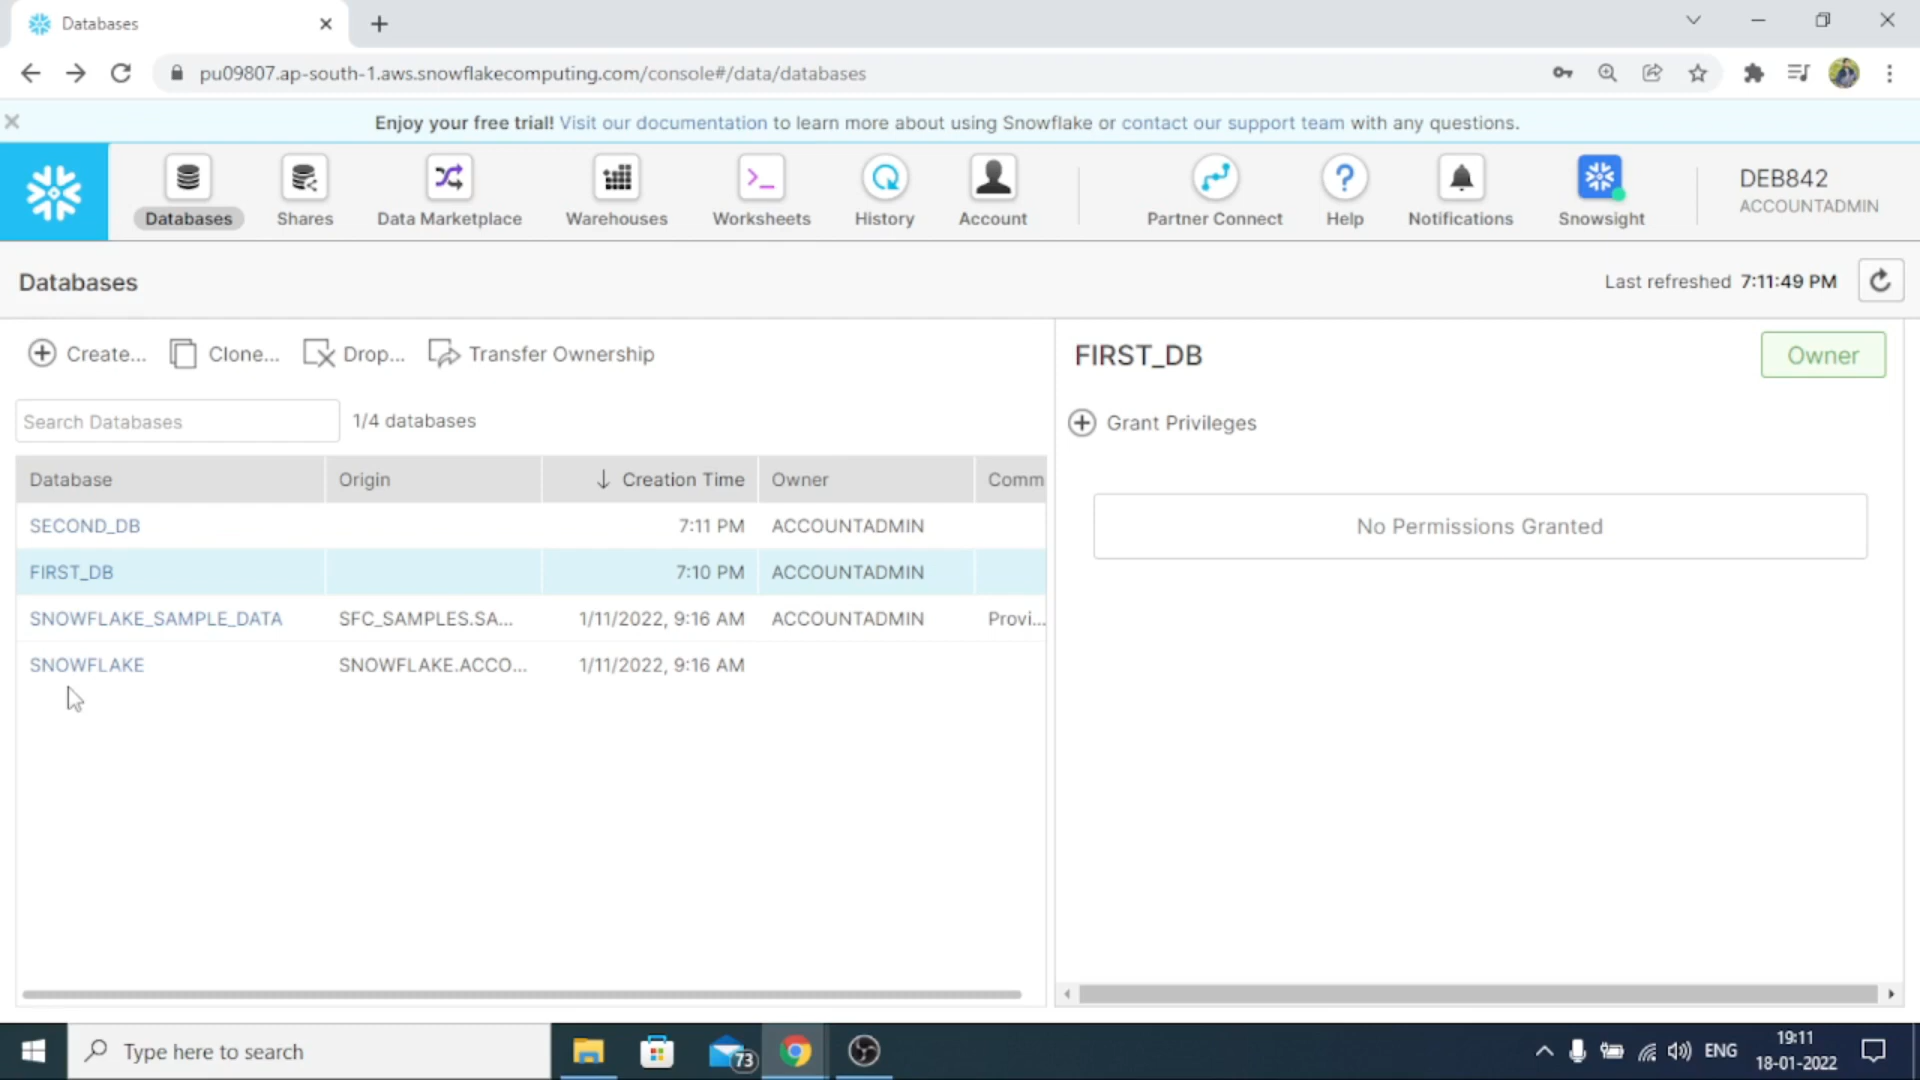 Databases
pu09807.ap-south-1.aws.snowflakecomputing.com/console#/data/databases
Enjoy your free trial! Visit our documentation to learn more about using Snowflake or contact our support team with any questions.
Databases
Shares
Data Marketplace
Warehouses
Worksheets
History
Account
Partner Connect
Help
Notifications
Snowsight
DEB842
ACCOUNTADMIN
Databases
Last refreshed 7:11:49 PM
Create... Clone... Drop... Transfer Ownership
Search Databases 1/4 databases
Database Origin Creation Time Owner Comm
SECOND_DB 7:11 PM ACCOUNTADMIN
FIRST_DB 7:10 PM ACCOUNTADMIN
SNOWFLAKE_SAMPLE_DATA SFC_SAMPLES.SA... 1/11/2022, 9:16 AM ACCOUNTADMIN Provi...
SNOWFLAKE SNOWFLAKE.ACCO... 1/11/2022, 9:16 AM
FIRST_DB
Owner
Grant Privileges
No Permissions Granted
Type here to search
73
ENG
19:11
18-01-2022